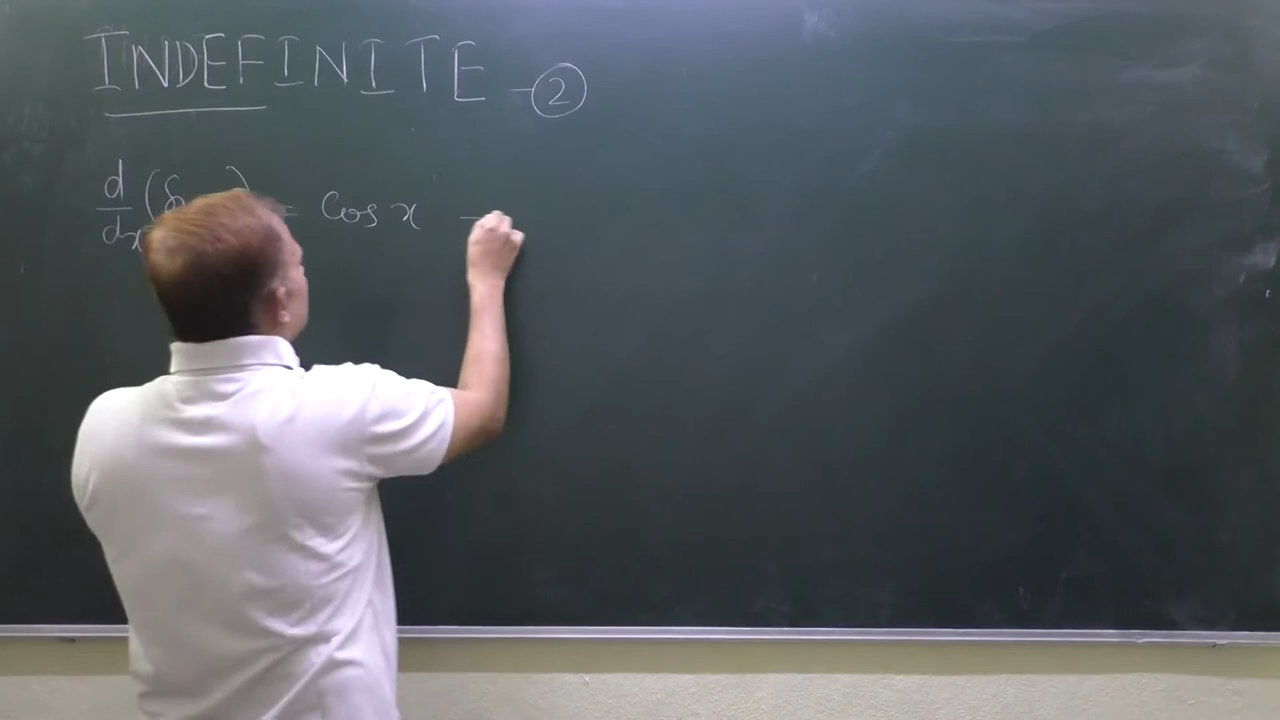 INDEFINITE - 2
d/dx ( ) = Cos x